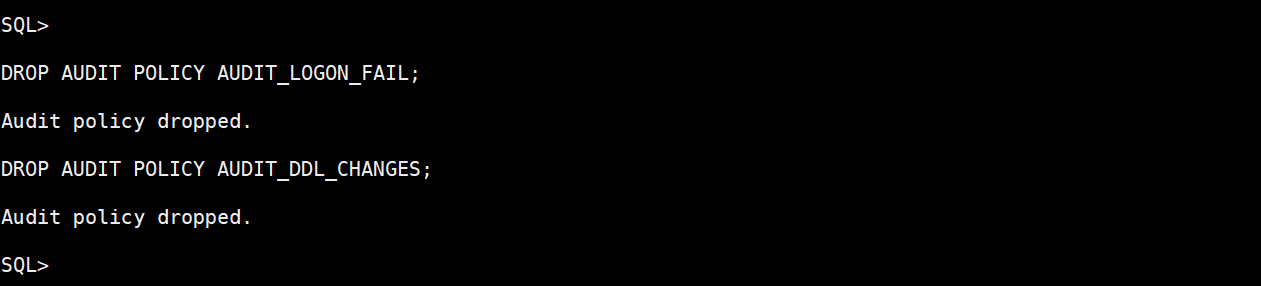 SQL>
DROP AUDIT POLICY AUDIT_LOGON_FAIL;
Audit policy dropped.
DROP AUDIT POLICY AUDIT_DDL_CHANGES;
Audit policy dropped.
SQL>